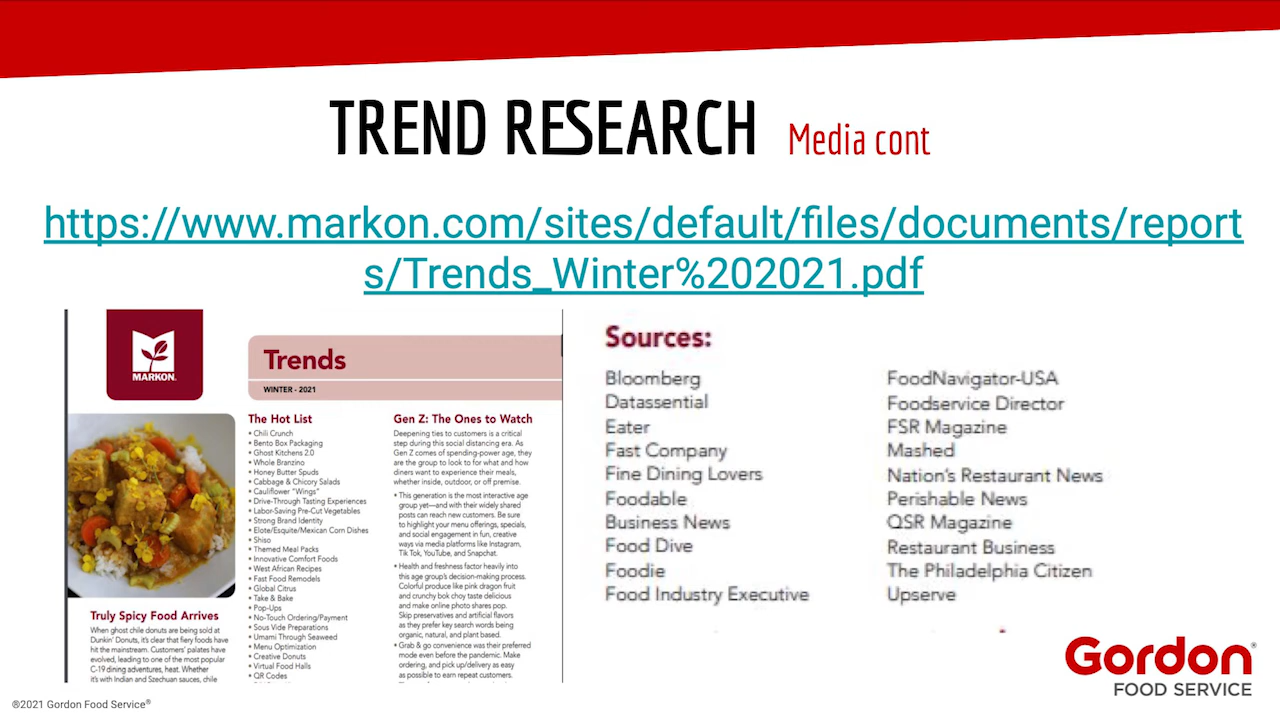 TREND RESEARCH Media cont
https://www.markon.com/sites/default/files/documents/report
s/Trends_Winter%202021.pdf
MARKON
Trends
WINTER - 2021
The Hot List
• Chili Crunch
• Bento Box Packaging
• Ghost Kitchens 2.0
• Whole Branzino
• Honey Butter Spuds
• Cabbage & Chicory Salads
• Cauliflower "Wings"
• Drive-Through Tasting Experiences
• Labor-Saving Pre-Cut Vegetables
• Strong Brand Identity
• Elote/Esquite/Mexican Corn Dishes
• Shiso
• Themed Meal Packs
• Innovative Comfort Foods
• West African Recipes
• Fast Food Remodels
• Global Citrus
• Take & Bake
• Pop-Ups
• No-Touch Ordering/Payment
• Sous Vide Preparations
• Umami Through Seaweed
• Menu Optimization
• Creative Donuts
• Virtual Food Halls
• QR Codes
Gen Z: The Ones to Watch
Deepening ties to customers is a critical
step during this social distancing era. As
Gen Z comes of spending-power age, they
are the group to look to for what and how
diners want to experience their meals,
whether inside, outdoor, or off premise.
• This generation is the most interactive age
group yet—and with their widely shared
posts can reach new customers. Be sure
to highlight your menu offerings, specials,
and social engagement in fun, creative
ways via media platforms like Instagram,
Tik Tok, YouTube, and Snapchat.
• Health and freshness factor heavily into
this age group's decision-making process.
Colorful produce like pink dragon fruit
and crunchy bok choy taste delicious
and make online photo shares pop.
Skip preservatives and artificial flavors
as they prefer key search words being
organic, natural, and plant based.
• Grab & go convenience was their preferred
mode even before the pandemic. Make
ordering, and pick up/delivery as easy
as possible to earn repeat customers.
Truly Spicy Food Arrives
When ghost chile donuts are being sold at
Dunkin' Donuts, it's clear that fiery foods have
hit the mainstream. Customers' palates have
evolved, leading to one of the most popular
C-19 dining adventures, heat. Whether
it's with Indian and Szechuan sauces, chile
Sources:
Bloomberg
Datassential
Eater
Fast Company
Fine Dining Lovers
Foodable
Business News
Food Dive
Foodie
Food Industry Executive
FoodNavigator-USA
Foodservice Director
FSR Magazine
Mashed
Nation's Restaurant News
Perishable News
QSR Magazine
Restaurant Business
The Philadelphia Citizen
Upserve
Gordon®
FOOD SERVICE
®2021 Gordon Food Service®